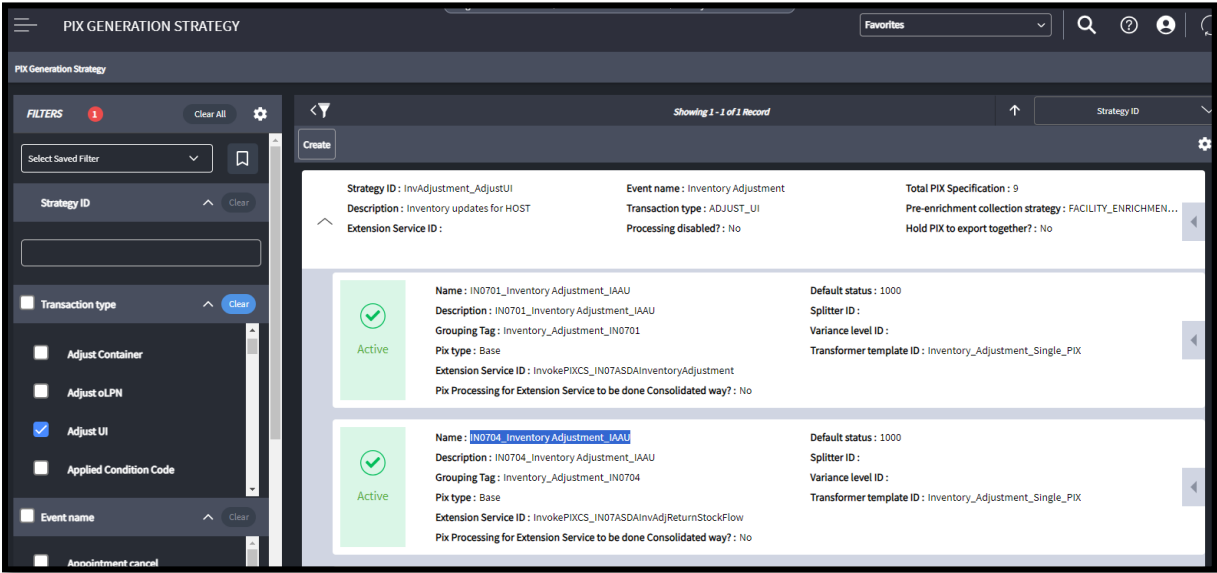 PIX GENERATION STRATEGY
Favorites
PIX Generation Strategy
FILTERS 1 Clear All
Select Saved Filter
Strategy ID Clear
Transaction type Clear
Adjust Container
Adjust oLPN
Adjust UI
Applied Condition Code
Event name Clear
Appointment cancel
Showing 1 - 1 of 1 Record
Strategy ID
Create
Strategy ID : InvAdjustment_AdjustUI Event name : Inventory Adjustment Total PIX Specification : 9
Description : Inventory updates for HOST Transaction type : ADJUST_UI Pre-enrichment collection strategy : FACILITY_ENRICHMEN...
Extension Service ID : Processing disabled? : No Hold PIX to export together? : No
Active
Name : IN0701_Inventory Adjustment_IAAU Default status : 1000
Description : IN0701_Inventory Adjustment_IAAU Splitter ID :
Grouping Tag : Inventory_Adjustment_IN0701 Variance level ID :
Pix type : Base Transformer template ID : Inventory_Adjustment_Single_PIX
Extension Service ID : InvokePIXCS_IN07ASDAInventoryAdjustment
Pix Processing for Extension Service to be done Consolidated way? : No
Active
Name : IN0704_Inventory Adjustment_IAAU Default status : 1000
Description : IN0704_Inventory Adjustment_IAAU Splitter ID :
Grouping Tag : Inventory_Adjustment_IN0704 Variance level ID :
Pix type : Base Transformer template ID : Inventory_Adjustment_Single_PIX
Extension Service ID : InvokePIXCS_IN07ASDAInvAdjReturnStockFlow
Pix Processing for Extension Service to be done Consolidated way? : No